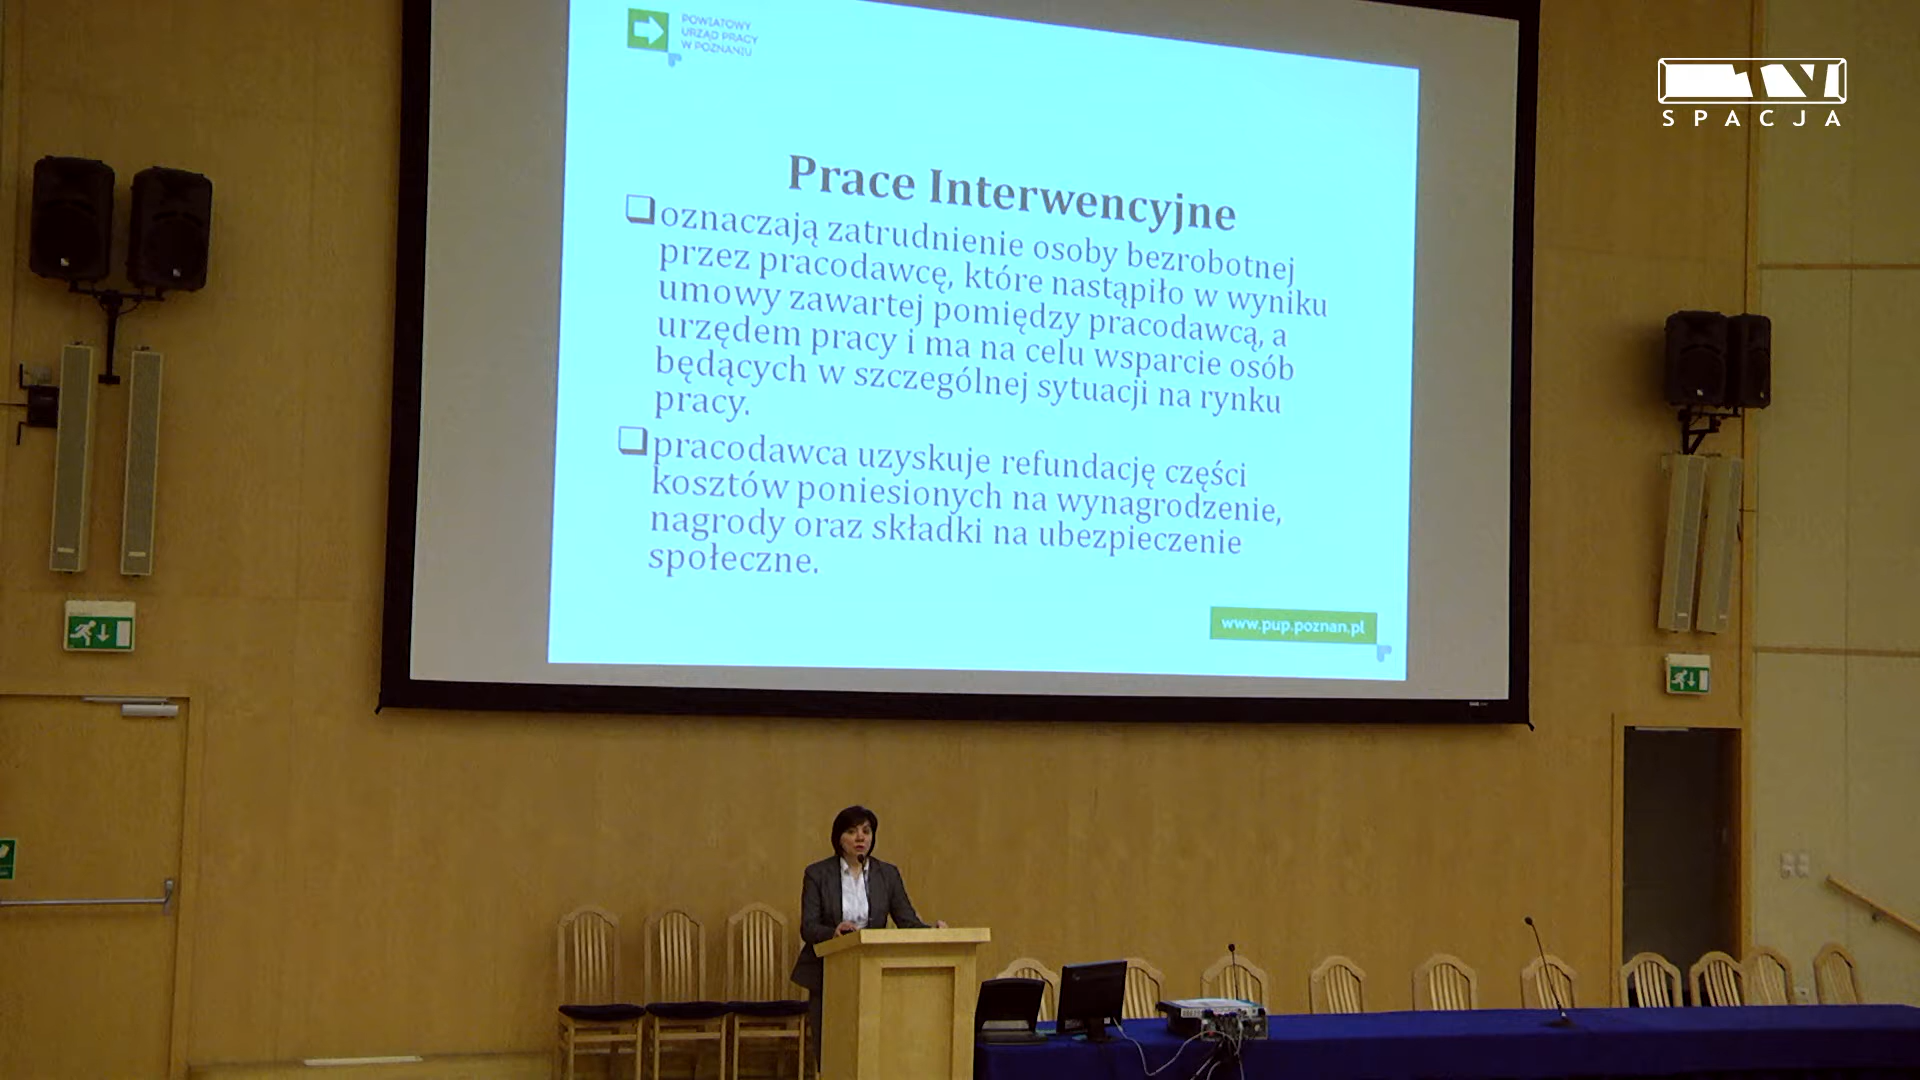 POWIATOWY
URZĄD PRACY
W POZNANIU
SPACJA
Prace Interwencyjne
oznaczają zatrudnienie osoby bezrobotnej
przez pracodawcę, które nastąpiło w wyniku
umowy zawartej pomiędzy pracodawcą, a
urzędem pracy i ma na celu wsparcie osób
będących w szczególnej sytuacji na rynku
pracy.
pracodawca uzyskuje refundację części
kosztów poniesionych na wynagrodzenie,
nagrody oraz składki na ubezpieczenie
społeczne.
www.pup.poznan.pl